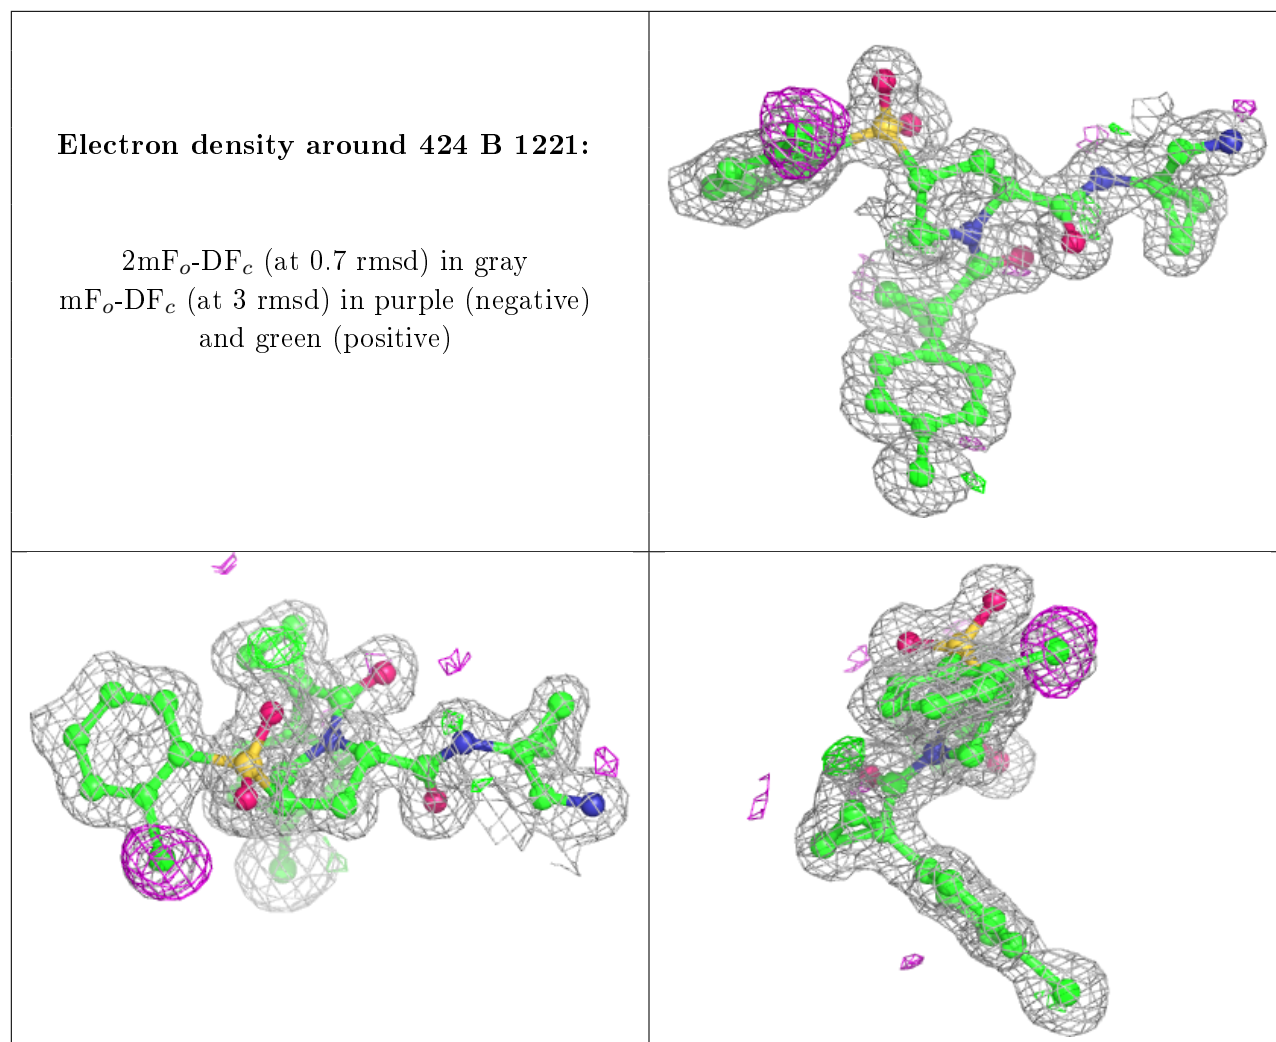 Electron density around 424 B 1221:
2mFₒ-DF𝒸 (at 0.7 rmsd) in gray
mFₒ-DF𝒸 (at 3 rmsd) in purple (negative)
and green (positive)